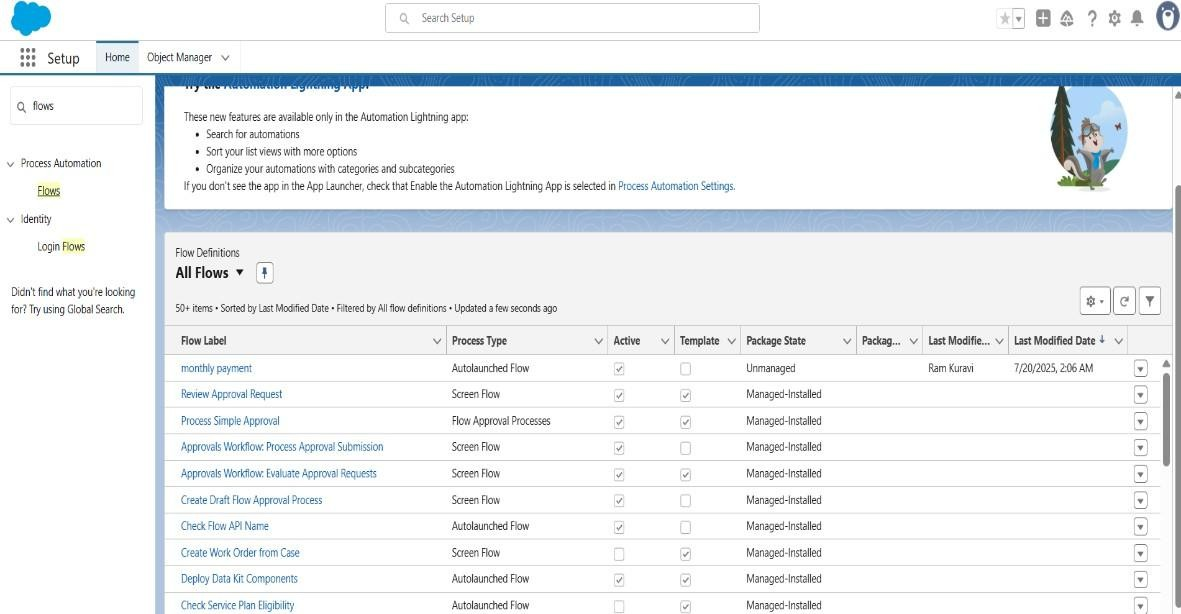 Search Setup
Setup
Home
Object Manager
flows
Process Automation
Flows
Identity
Login Flows
Didn't find what you're looking
for? Try using Global Search.
Try the Automation Lightning App!
These new features are available only in the Automation Lightning app:
• Search for automations
• Sort your list views with more options
• Organize your automations with categories and subcategories
If you don't see the app in the App Launcher, check that Enable the Automation Lightning App is selected in Process Automation Settings.
Flow Definitions
All Flows
50+ items • Sorted by Last Modified Date • Filtered by All flow definitions • Updated a few seconds ago
Flow Label Process Type Active Template Package State Packag... Last Modifie... Last Modified Date
monthly payment Autolaunched Flow Unmanaged Ram Kuravi 7/20/2025, 2:06 AM
Review Approval Request Screen Flow Managed-Installed
Process Simple Approval Flow Approval Processes Managed-Installed
Approvals Workflow: Process Approval Submission Screen Flow Managed-Installed
Approvals Workflow: Evaluate Approval Requests Screen Flow Managed-Installed
Create Draft Flow Approval Process Screen Flow Managed-Installed
Check Flow API Name Autolaunched Flow Managed-Installed
Create Work Order from Case Screen Flow Managed-Installed
Deploy Data Kit Components Autolaunched Flow Managed-Installed
Check Service Plan Eligibility Autolaunched Flow Managed-Installed